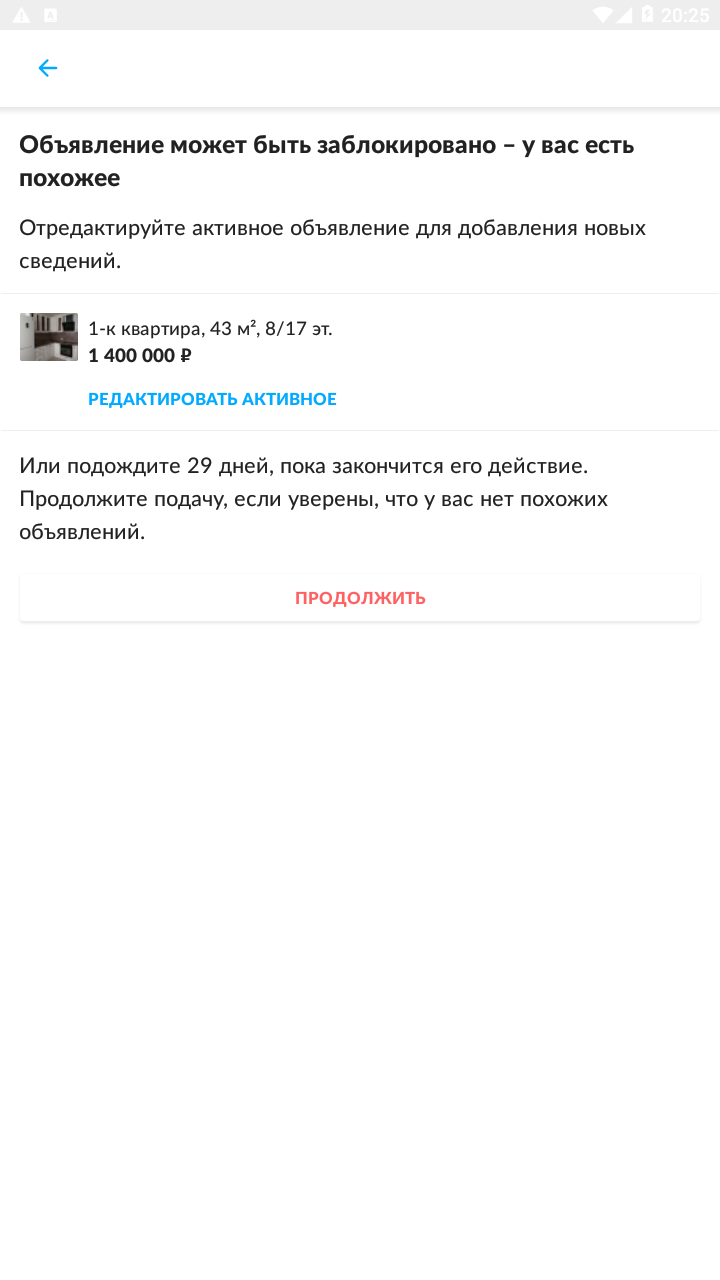 20:25
Объявление может быть заблокировано – у вас есть
похожее
Отредактируйте активное объявление для добавления новых
сведений.
1-к квартира, 43 м², 8/17 эт.
1 400 000 ₽
РЕДАКТИРОВАТЬ АКТИВНОЕ
Или подождите 29 дней, пока закончится его действие.
Продолжите подачу, если уверены, что у вас нет похожих
объявлений.
ПРОДОЛЖИТЬ